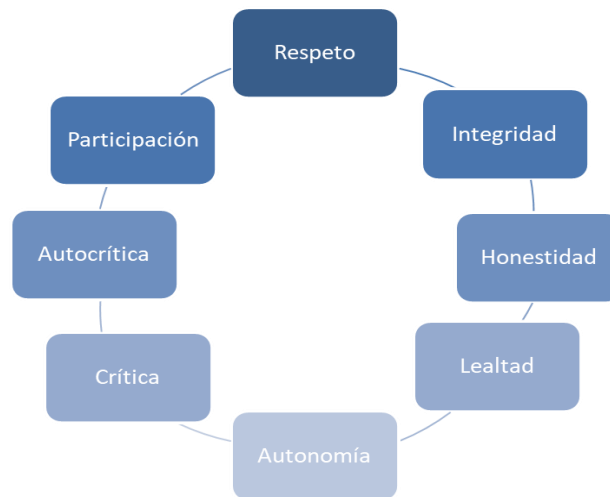 Respeto
Integridad
Honestidad
Lealtad
Autonomía
Crítica
Autocrítica
Participación